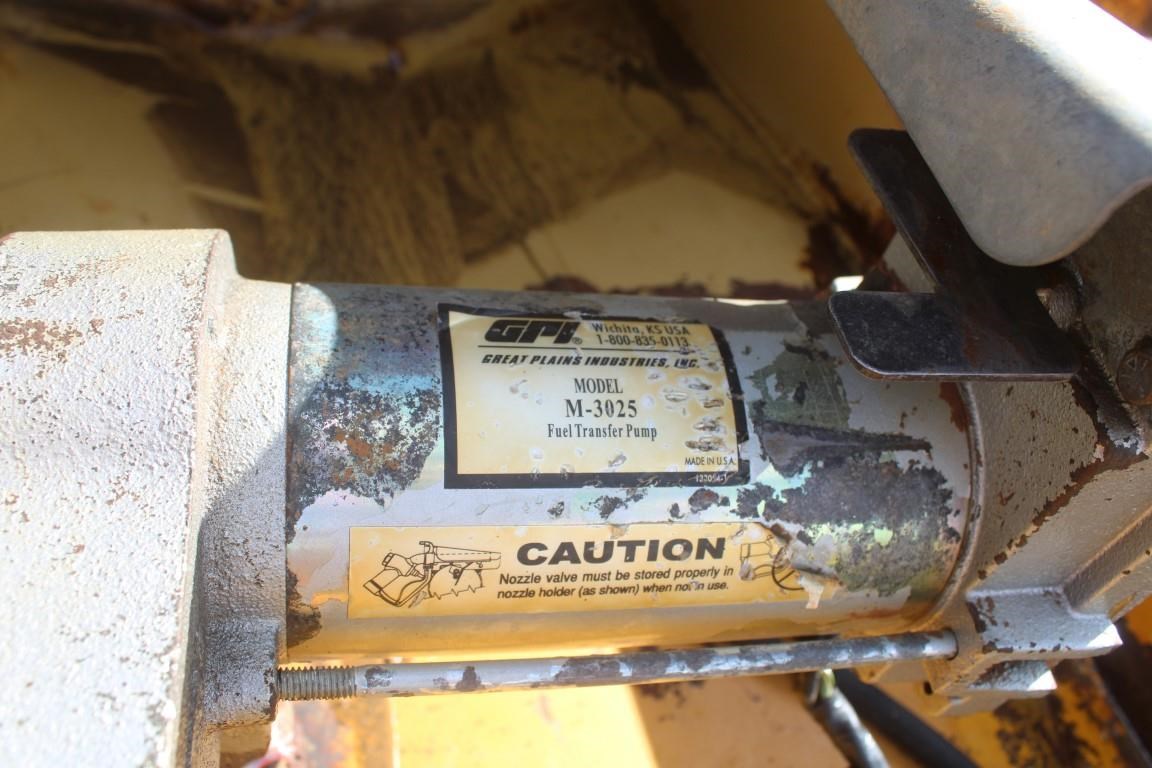 GPI® Wichita, KS USA
1-800-835-0113
GREAT PLAINS INDUSTRIES, INC.
MODEL
M-3025
Fuel Transfer Pump
MADE IN U.S.A.
CAUTION
Nozzle valve must be stored properly in
nozzle holder (as shown) when not in use.